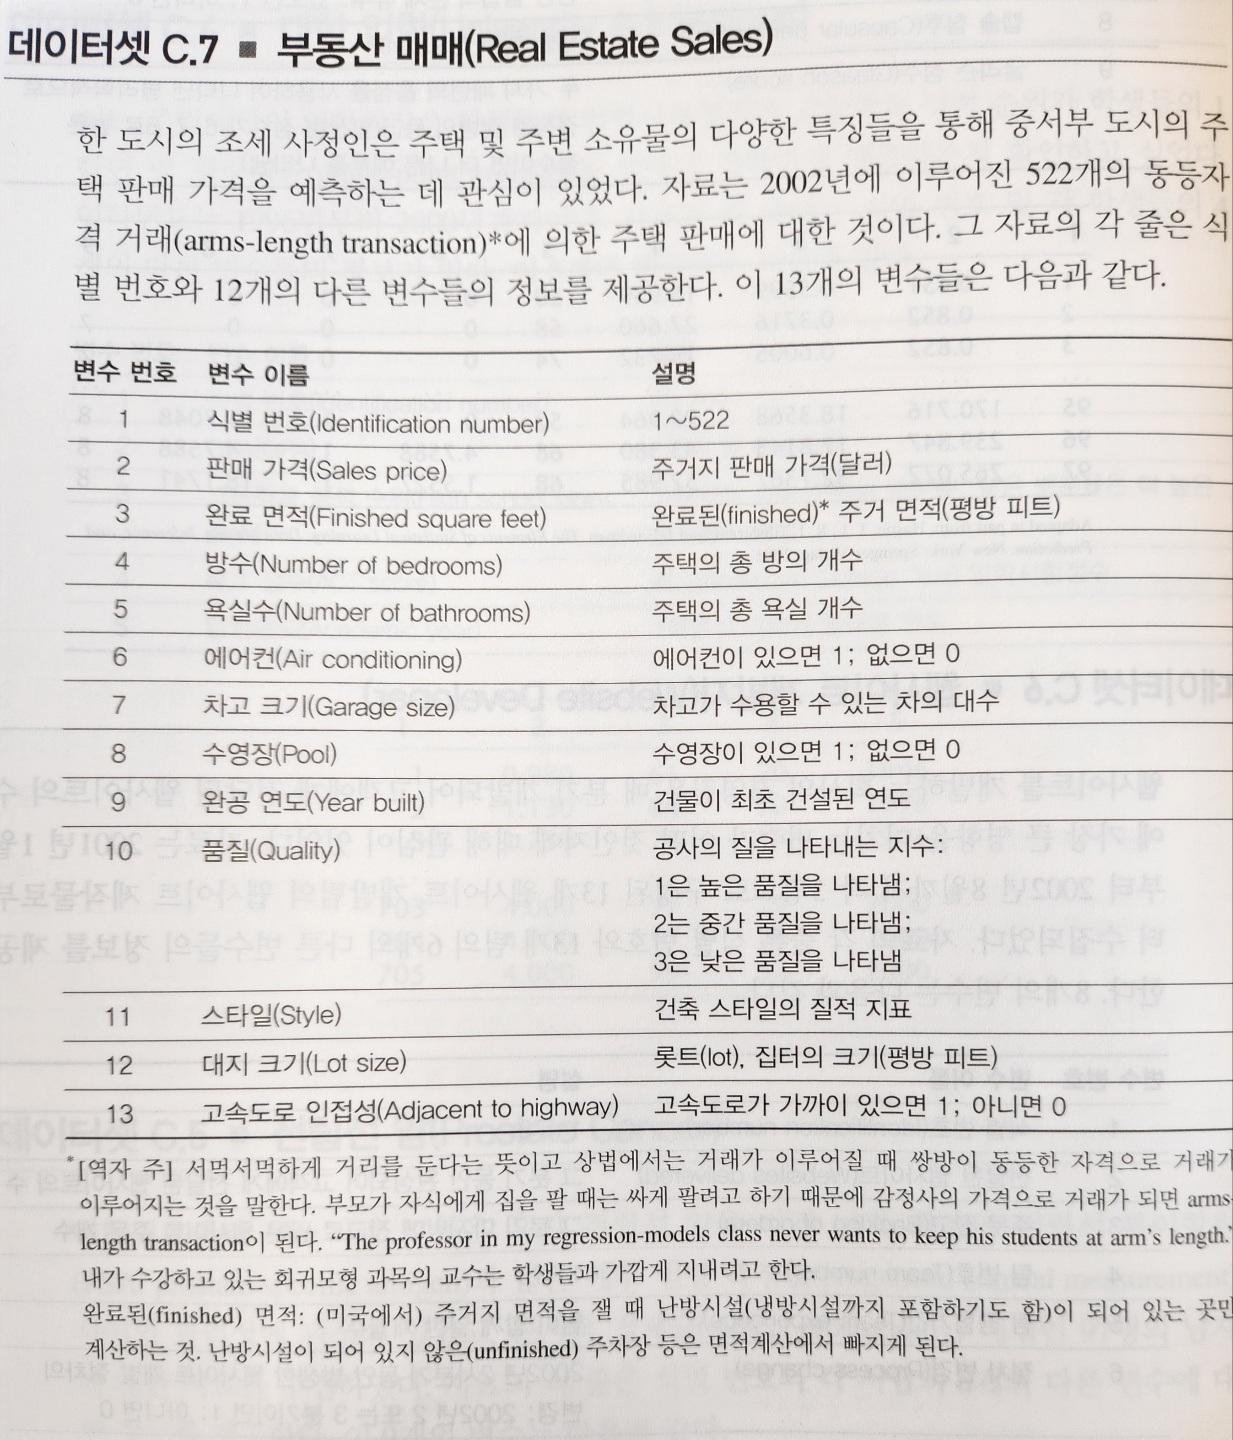 데이터셋 C.7 ■ 부동산 매매(Real Estate Sales)
한 도시의 조세 사정인은 주택 및 주변 소유물의 다양한 특징들을 통해 중서부 도시의 주
택 판매 가격을 예측하는 데 관심이 있었다. 자료는 2002년에 이루어진 522개의 동등자
격 거래(arms-length transaction)*에 의한 주택 판매에 대한 것이다. 그 자료의 각 줄은 식
별 번호와 12개의 다른 변수들의 정보를 제공한다. 이 13개의 변수들은 다음과 같다.
변수 번호 변수 이름 설명
1 식별 번호(Identification number) 1~522
2 판매 가격(Sales price) 주거지 판매 가격(달러)
3 완료 면적(Finished square feet) 완료된(finished)* 주거 면적(평방 피트)
4 방수(Number of bedrooms) 주택의 총 방의 개수
5 욕실수(Number of bathrooms) 주택의 총 욕실 개수
6 에어컨(Air conditioning) 에어컨이 있으면 1; 없으면 0
7 차고 크기(Garage size) 차고가 수용할 수 있는 차의 대수
8 수영장(Pool) 수영장이 있으면 1; 없으면 0
9 완공 연도(Year built) 건물이 최초 건설된 연도
10 품질(Quality) 공사의 질을 나타내는 지수:
1은 높은 품질을 나타냄;
2는 중간 품질을 나타냄;
3은 낮은 품질을 나타냄
11 스타일(Style) 건축 스타일의 질적 지표
12 대지 크기(Lot size) 롯트(lot), 집터의 크기(평방 피트)
13 고속도로 인접성(Adjacent to highway) 고속도로가 가까이 있으면 1; 아니면 0
*[역자 주] 서먹서먹하게 거리를 둔다는 뜻이고 상법에서는 거래가 이루어질 때 쌍방이 동등한 자격으로 거래가
이루어지는 것을 말한다. 부모가 자식에게 집을 팔 때는 싸게 팔려고 하기 때문에 감정사의 가격으로 거래가 되면 arms-
length transaction이 된다. “The professor in my regression-models class never wants to keep his students at arm’s length.”
내가 수강하고 있는 회귀모형 과목의 교수는 학생들과 가깝게 지내려고 한다.
완료된(finished) 면적: (미국에서) 주거지 면적을 잴 때 난방시설(냉방시설까지 포함하기도 함)이 되어 있는 곳만
계산하는 것. 난방시설이 되어 있지 않은(unfinished) 주차장 등은 면적계산에서 빠지게 된다.